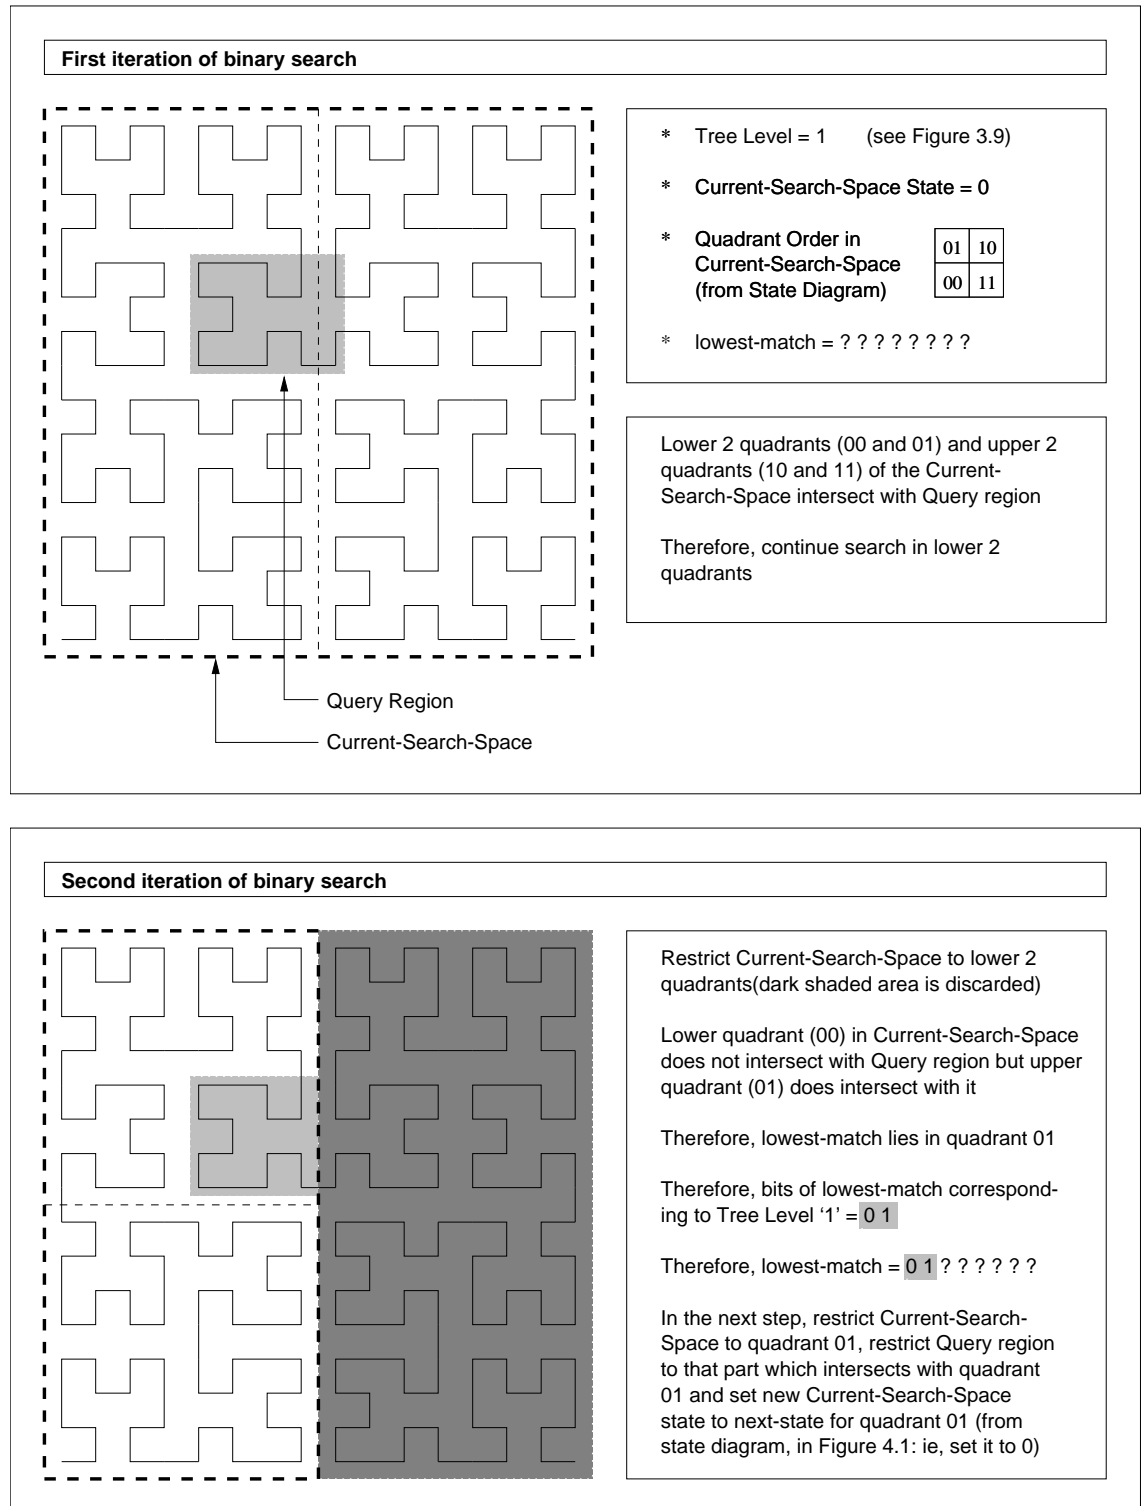 First iteration of binary search
* Tree Level = 1 (see Figure 3.9)
* Current-Search-Space State = 0
* Quadrant Order in
Current-Search-Space
(from State Diagram)
01 10
00 11
* lowest-match = ? ? ? ? ? ? ? ?
Lower 2 quadrants (00 and 01) and upper 2
quadrants (10 and 11) of the Current-
Search-Space intersect with Query region
Therefore, continue search in lower 2
quadrants
Query Region
Current-Search-Space
Second iteration of binary search
Restrict Current-Search-Space to lower 2
quadrants(dark shaded area is discarded)
Lower quadrant (00) in Current-Search-Space
does not intersect with Query region but upper
quadrant (01) does intersect with it
Therefore, lowest-match lies in quadrant 01
Therefore, bits of lowest-match correspond-
ing to Tree Level ‘1’ = 0 1
Therefore, lowest-match = 0 1 ? ? ? ? ? ?
In the next step, restrict Current-Search-
Space to quadrant 01, restrict Query region
to that part which intersects with quadrant
01 and set new Current-Search-Space
state to next-state for quadrant 01 (from
state diagram, in Figure 4.1: ie, set it to 0)